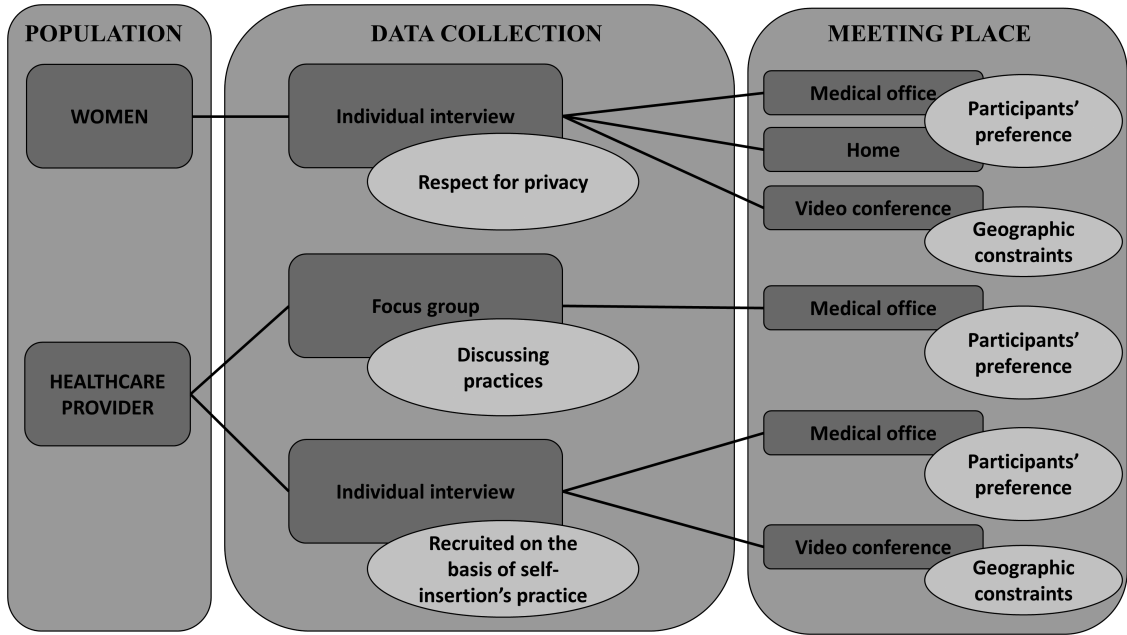 POPULATION
DATA COLLECTION
MEETING PLACE
WOMEN
Individual interview
Respect for privacy
Medical office
Participants’
preference
Home
Video conference
Geographic
constraints
HEALTHCARE
PROVIDER
Focus group
Discussing
practices
Medical office
Participants’
preference
Individual interview
Recruited on the
basis of self-
insertion’s practice
Medical office
Participants’
preference
Video conference
Geographic
constraints